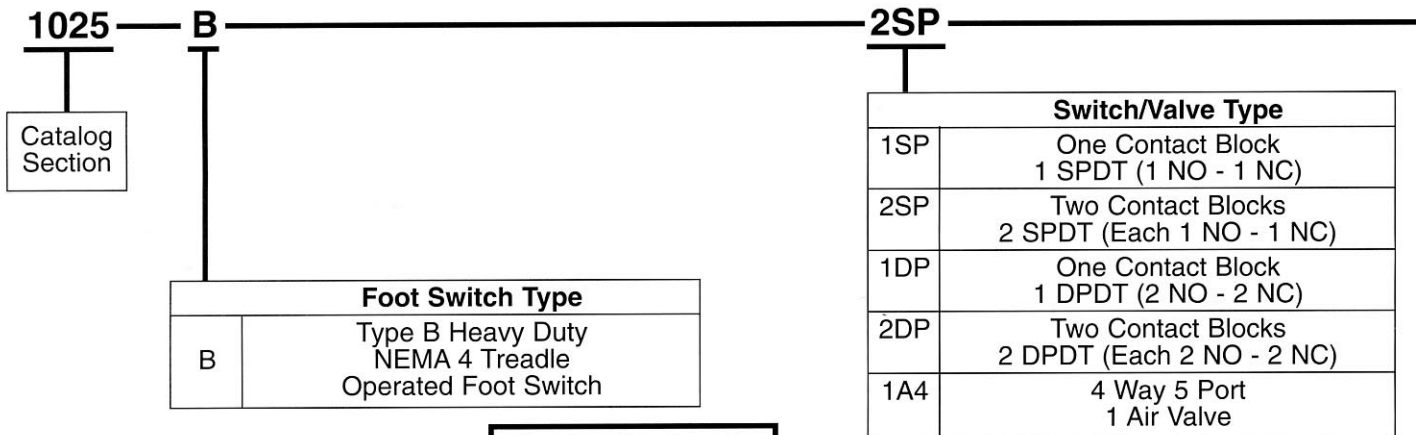 1025 B 2SP
Catalog
Section
Foot Switch Type
B
Type B Heavy Duty
NEMA 4 Treadle
Operated Foot Switch
Switch/Valve Type
1SP
One Contact Block
1 SPDT (1 NO - 1 NC)
2SP
Two Contact Blocks
2 SPDT (Each 1 NO - 1 NC)
1DP
One Contact Block
1 DPDT (2 NO - 2 NC)
2DP
Two Contact Blocks
2 DPDT (Each 2 NO - 2 NC)
1A4
4 Way 5 Port
1 Air Valve